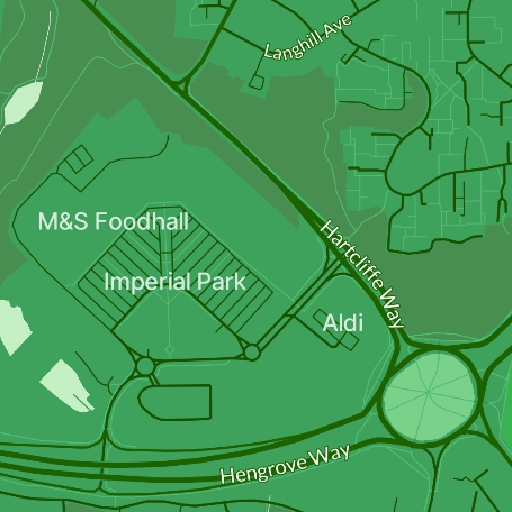 Langhill Ave
M&S Foodhall
Hartcliffe Way
Imperial Park
Aldi
Hengrove Way